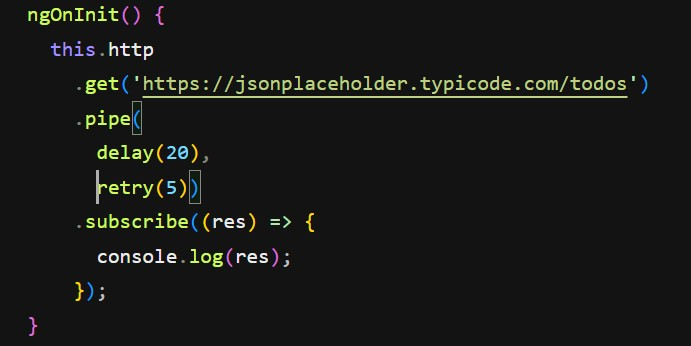 ngOnInit() {
this.http
.get('https://jsonplaceholder.typicode.com/todos')
.pipe(
delay(20),
retry(5))
.subscribe((res) => {
console.log(res);
});
}